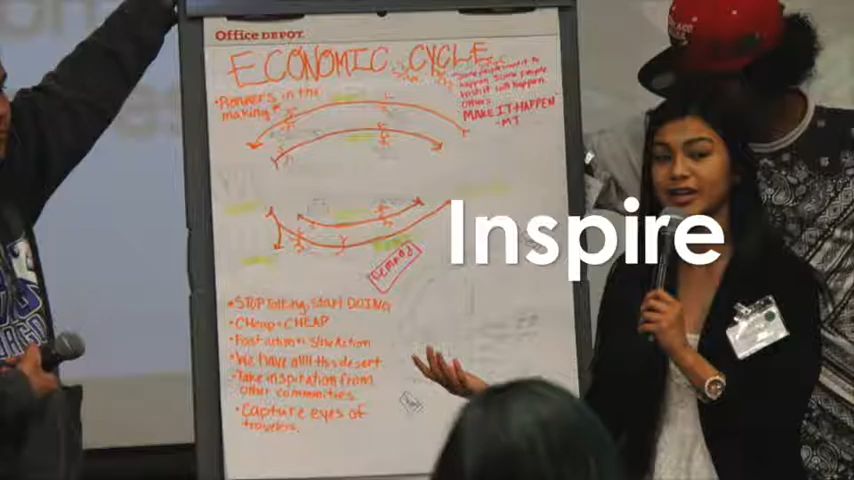 Office DEPOT
ECONOMIC CYCLE
Some people want it to
happen Some people
wish it will happen
others
MAKE IT HAPPEN
-MJ
• Pioneers in the
making
Inspire
Demand
• STOP Talking, start DOING
• CHeap = CHEAP
• Fast action = Slow Action
• We have allll this desert
• Take inspiration from
other communities
• Capture eyes of
travelers.